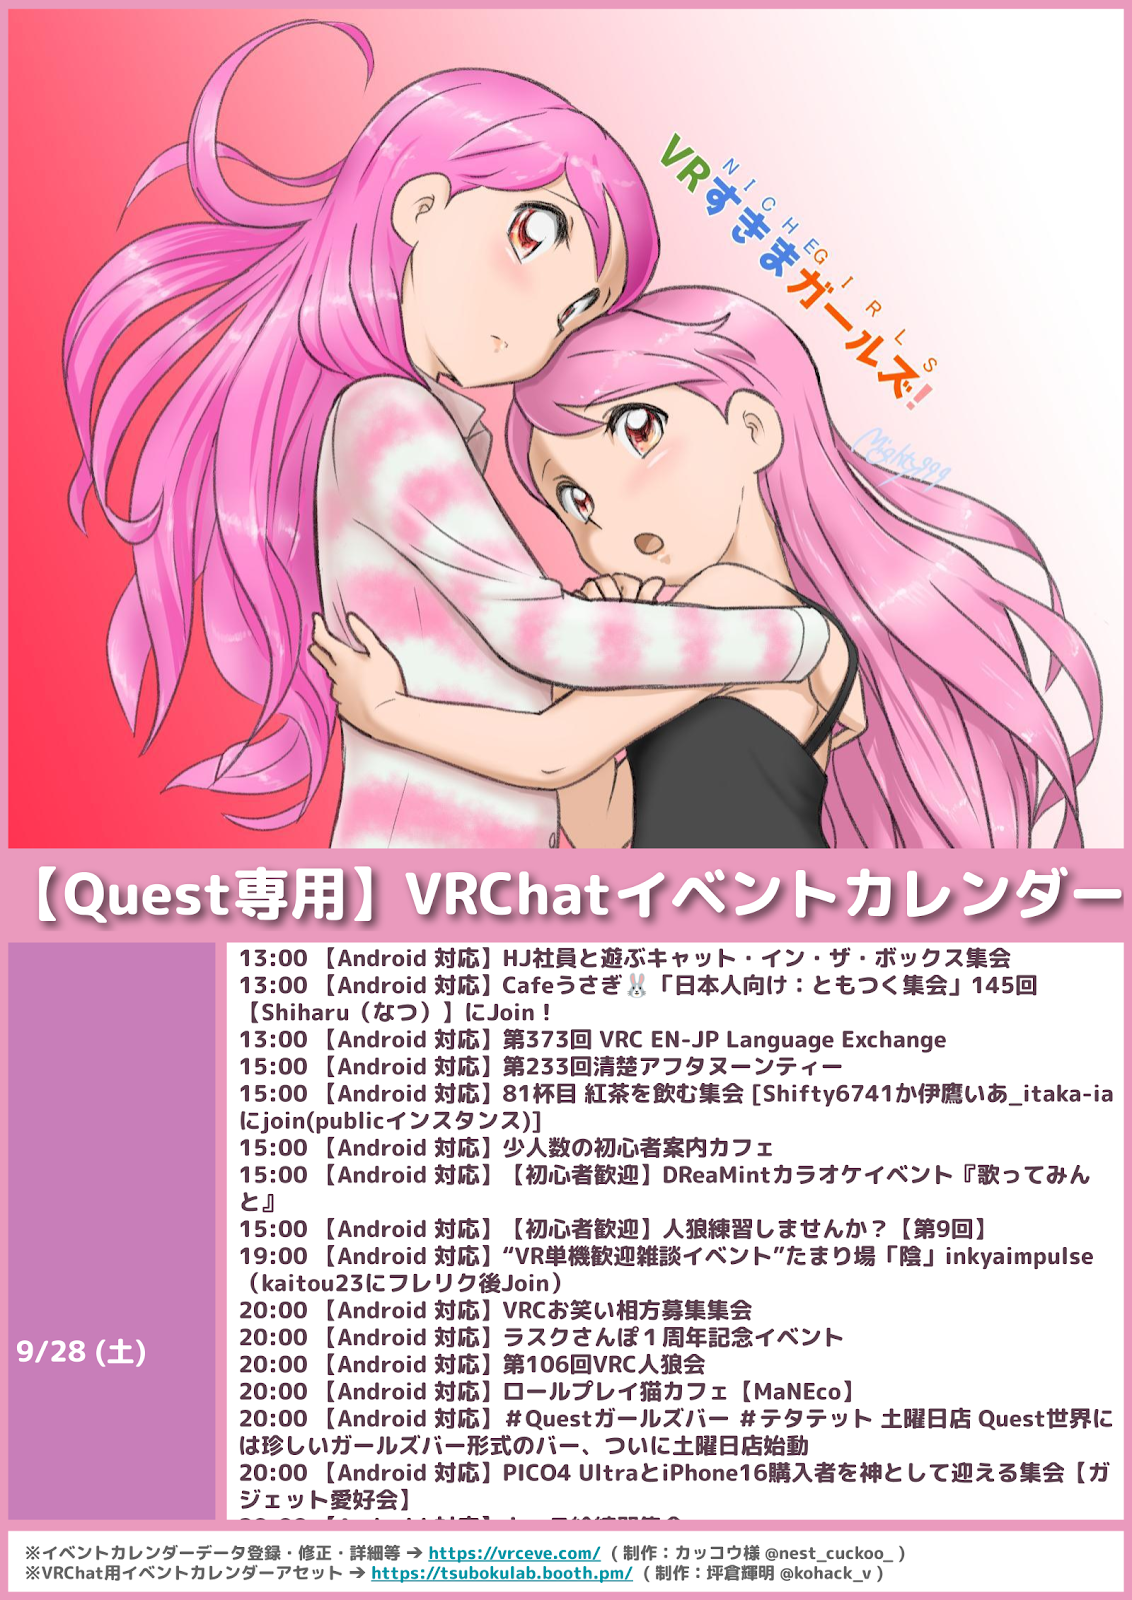 VRすきまガールズ!
NICHEGIRLS
Mighty999
【Quest専用】VRChatイベントカレンダー
9/28 (土)
13:00 【Android 対応】HJ社員と遊ぶキャット・イン・ザ・ボックス集会
13:00 【Android 対応】Cafeうさぎ🐰「日本人向け：ともつく集会」145回
【Shiharu（なつ）】にJoin！
13:00 【Android 対応】第373回 VRC EN-JP Language Exchange
15:00 【Android 対応】第233回清楚アフタヌーンティー
15:00 【Android 対応】81杯目 紅茶を飲む集会 [Shifty6741か伊鷹いあ_itaka-ia
にjoin(publicインスタンス)]
15:00 【Android 対応】少人数の初心者案内カフェ
15:00 【Android 対応】【初心者歓迎】DReaMintカラオケイベント『歌ってみん
と』
15:00 【Android 対応】【初心者歓迎】人狼練習しませんか？【第9回】
19:00 【Android 対応】“VR単機歓迎雑談イベント”たまり場「陰」inkyaimpulse
（kaitou23にフレリク後Join）
20:00 【Android 対応】VRCお笑い相方募集集会
20:00 【Android 対応】ラスクさんぽ１周年記念イベント
20:00 【Android 対応】第106回VRC人狼会
20:00 【Android 対応】ロールプレイ猫カフェ【MaNEco】
20:00 【Android 対応】＃Questガールズバー ＃テタテット 土曜日店 Quest世界に
は珍しいガールズバー形式のバー、ついに土曜日店始動
20:00 【Android 対応】PICO4 UltraとiPhone16購入者を神として迎える集会【ガ
ジェット愛好会】
※イベントカレンダーデータ登録・修正・詳細等 ➔ https://vrceve.com/ ( 制作：カッコウ様 @nest_cuckoo_ )
※VRChat用イベントカレンダーアセット ➔ https://tsubokulab.booth.pm/ ( 制作：坪倉輝明 @kohack_v )